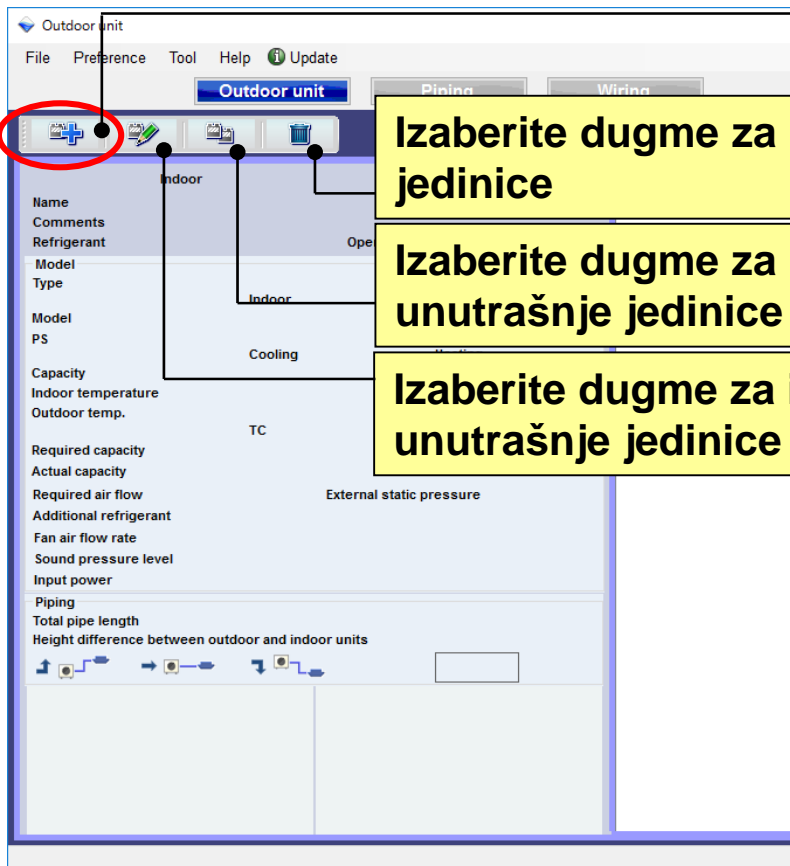 Outdoor unit
File Preference Tool Help Update
Outdoor unit Piping Wiring
Izaberite dugme za
jedinice
Indoor
Name
Comments
Refrigerant
Izaberite dugme za
unutrašnje jedinice
Model
Type
Indoor
Model
PS
Cooling
Izaberite dugme za
unutrašnje jedinice
Capacity
Indoor temperature
Outdoor temp.
TC
Required capacity
Actual capacity
Required air flow External static pressure
Additional refrigerant
Fan air flow rate
Sound pressure level
Input power
Piping
Total pipe length
Height difference between outdoor and indoor units